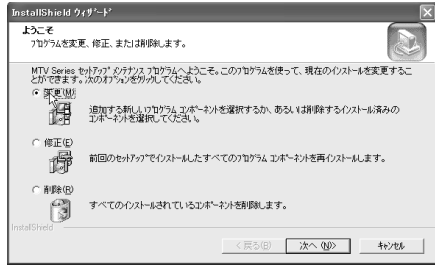 InstallShield ウィザード
ようこそ
プログラムを変更、修正、または削除します。
MTV Series セットアップ メンテナンス プログラムへようこそ。このプログラムを使って、現在のインストールを変更するこ
とができます。次のオプションをクリックしてください。
変更(M)
追加する新しいプログラム コンポーネントを選択するか、あるいは削除するインストール済みの
コンポーネントを選択してください。
修正(E)
前回のセットアップでインストールしたすべてのプログラム コンポーネントを再インストールします。
削除(R)
すべてのインストールされているコンポーネントを削除します。
InstallShield
< 戻る(B) 次へ (N)> キャンセル